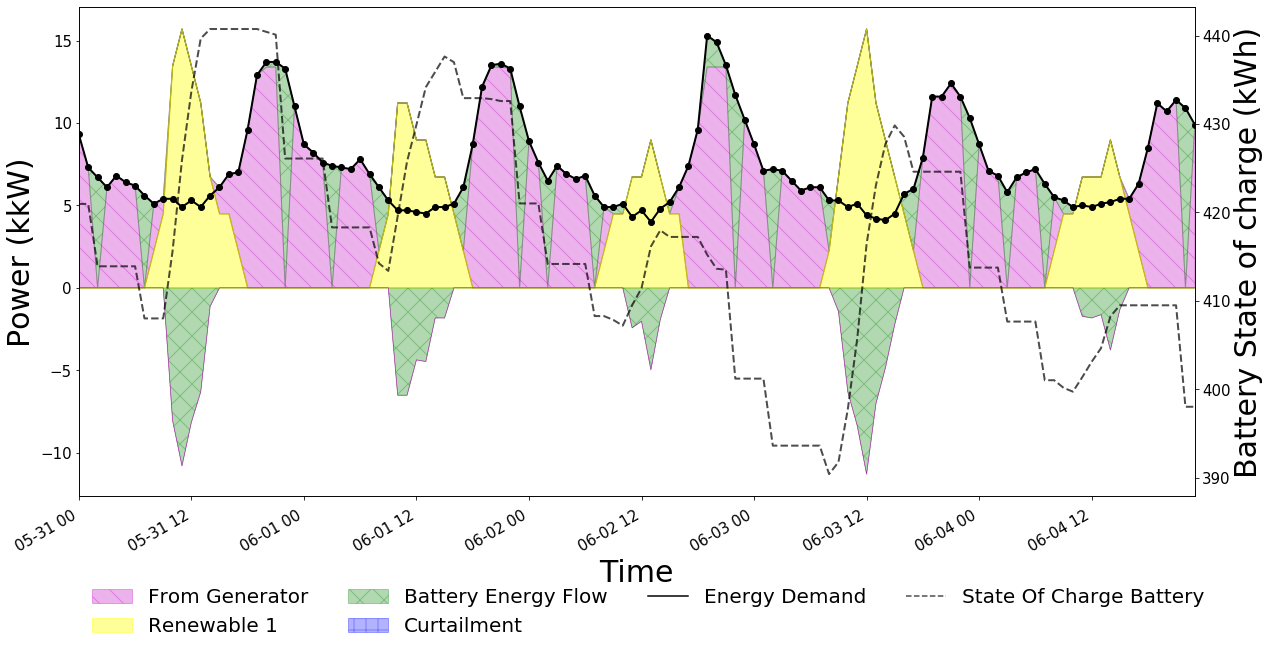 Power (kkW)
15
10
5
0
−5
−10
Battery State of charge (kWh)
440
430
420
410
400
390
05-31 00
05-31 12
06-01 00
06-01 12
06-02 00
06-02 12
06-03 00
06-03 12
06-04 00
06-04 12
Time
From Generator
Battery Energy Flow
Energy Demand
State Of Charge Battery
Renewable 1
Curtailment